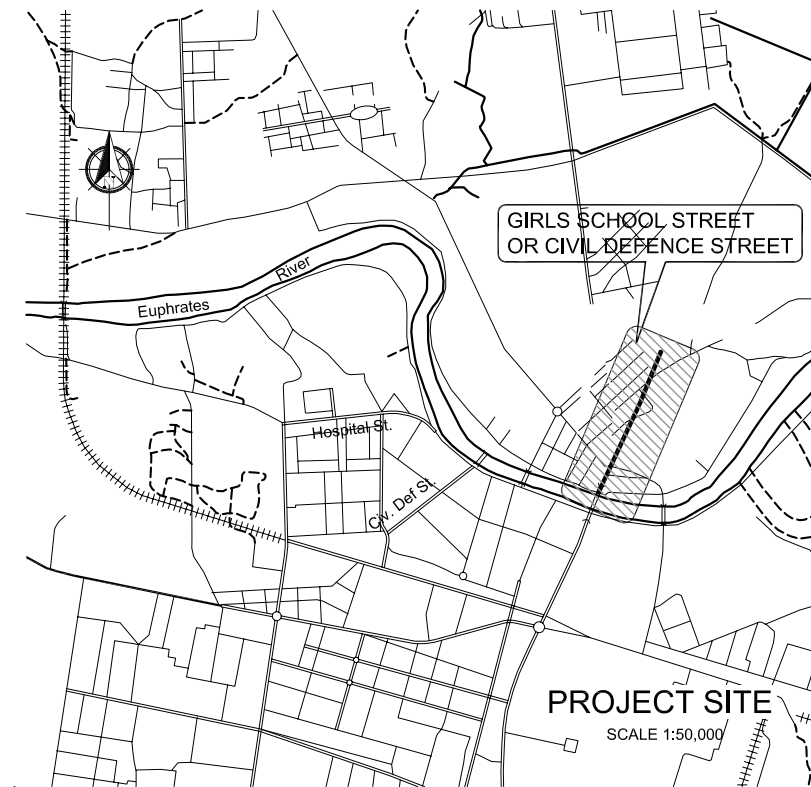 GIRLS SCHOOL STREET
OR CIVIL DEFENCE STREET
River
Euphrates
Hospital St.
Civ. Def St.
PROJECT SITE
SCALE 1:50,000